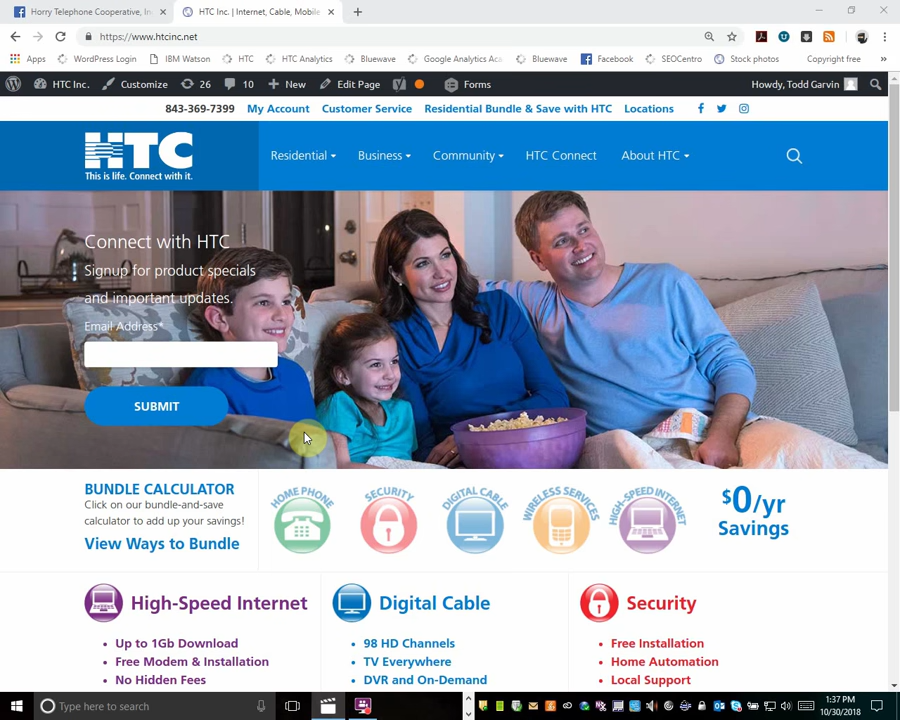 Horry Telephone Cooperative, In
HTC Inc. | Internet, Cable, Mobile
https://www.htcinc.net
Apps
WordPress Login
IBM Watson
HTC
HTC Analytics
Bluewave
Google Analytics Aca
Bluewave
Facebook
SEOCentro
Stock photos
Copyright free
»
HTC Inc.
Customize
26
10
New
Edit Page
Forms
Howdy, Todd Garvin
843-369-7399
My Account
Customer Service
Residential Bundle & Save with HTC
Locations
HTC
This is life. Connect with it.
Residential
Business
Community
HTC Connect
About HTC
Connect with HTC
Signup for product specials
and important updates.
Email Address*
SUBMIT
BUNDLE CALCULATOR
Click on our bundle-and-save
calculator to add up your savings!
View Ways to Bundle
HOME PHONE
SECURITY
DIGITAL CABLE
WIRELESS SERVICES
HIGH-SPEED INTERNET
$0/yr
Savings
High-Speed Internet
• Up to 1Gb Download
• Free Modem & Installation
• No Hidden Fees
Digital Cable
• 98 HD Channels
• TV Everywhere
• DVR and On-Demand
Security
• Free Installation
• Home Automation
• Local Support
Type here to search
1:37 PM
10/30/2018